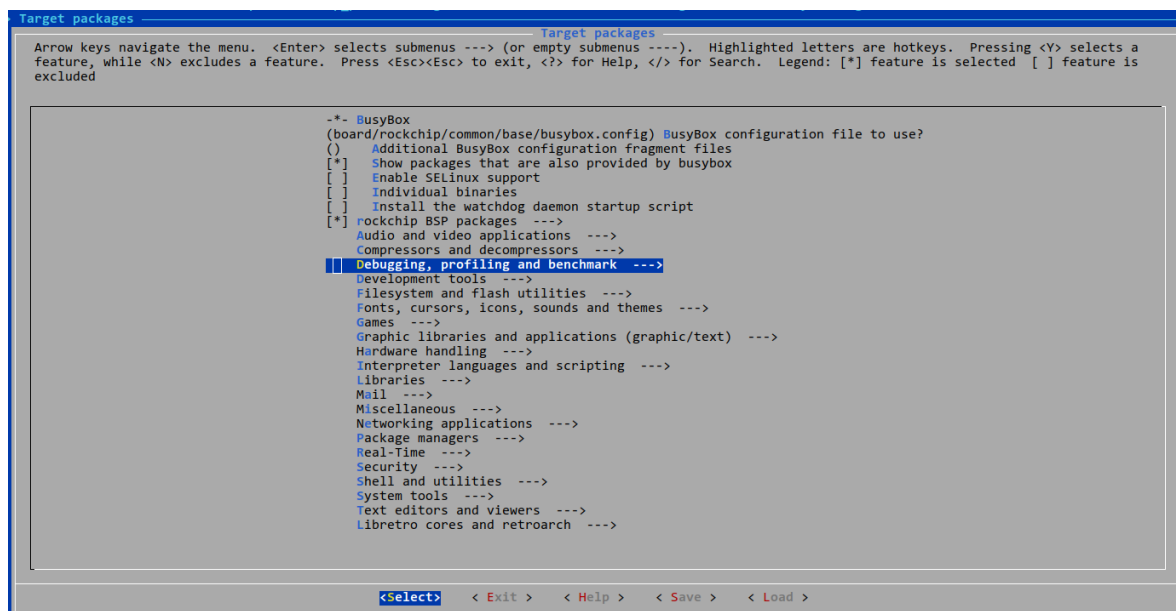 Target packages
Target packages
Arrow keys navigate the menu.  <Enter> selects submenus ---> (or empty submenus ----).  Highlighted letters are hotkeys.  Pressing <Y> selects a
feature, while <N> excludes a feature.  Press <Esc><Esc> to exit, <?> for Help, </> for Search.  Legend: [*] feature is selected  [ ] feature is
excluded
-*- BusyBox
(board/rockchip/common/base/busybox.config) BusyBox configuration file to use?
()    Additional BusyBox configuration fragment files
[*]   Show packages that are also provided by busybox
[ ]   Enable SELinux support
[ ]   Individual binaries
[ ]   Install the watchdog daemon startup script
[*] rockchip BSP packages  --->
Audio and video applications  --->
Compressors and decompressors  --->
[ ] Debugging, profiling and benchmark  --->
Development tools  --->
Filesystem and flash utilities  --->
Fonts, cursors, icons, sounds and themes  --->
Games  --->
Graphic libraries and applications (graphic/text)  --->
Hardware handling  --->
Interpreter languages and scripting  --->
Libraries  --->
Mail  --->
Miscellaneous  --->
Networking applications  --->
Package managers  --->
Real-Time  --->
Security  --->
Shell and utilities  --->
System tools  --->
Text editors and viewers  --->
Libretro cores and retroarch  --->
<Select>    < Exit >    < Help >    < Save >    < Load >